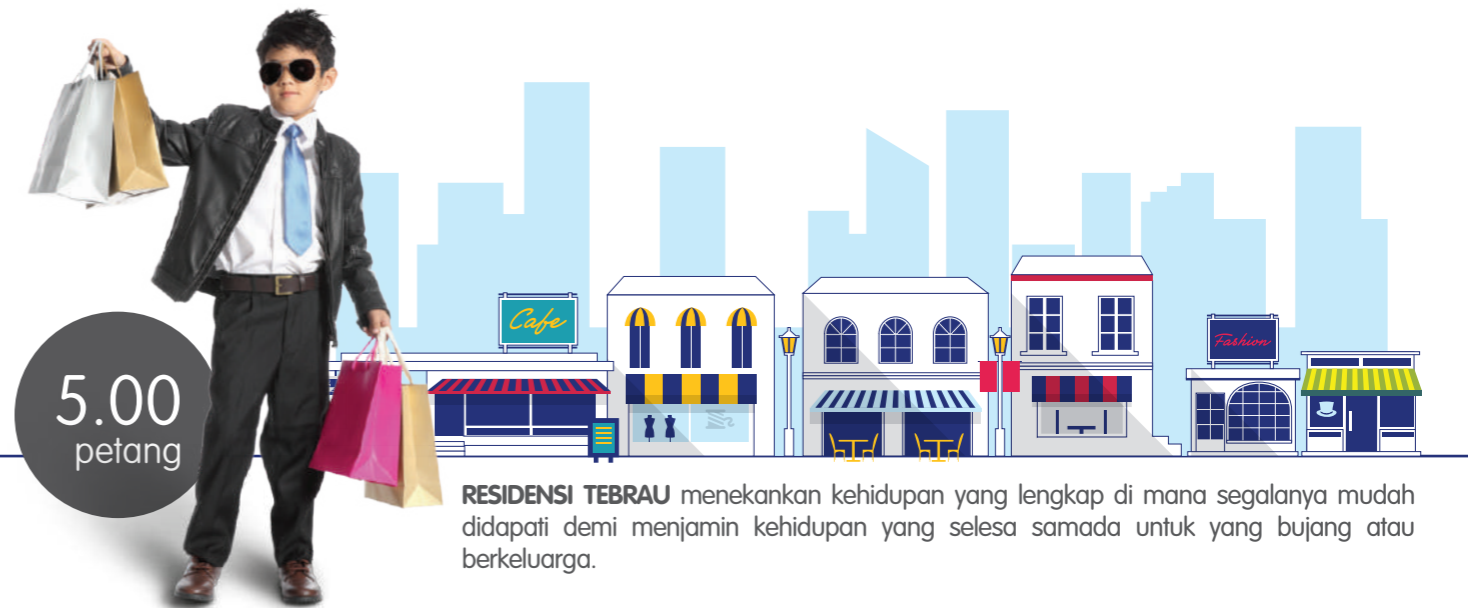 Cafe
Fashion
5.00
petang
RESIDENSI TEBRAU menekankan kehidupan yang lengkap di mana segalanya mudah
didapati demi menjamin kehidupan yang selesa samada untuk yang bujang atau
berkeluarga.